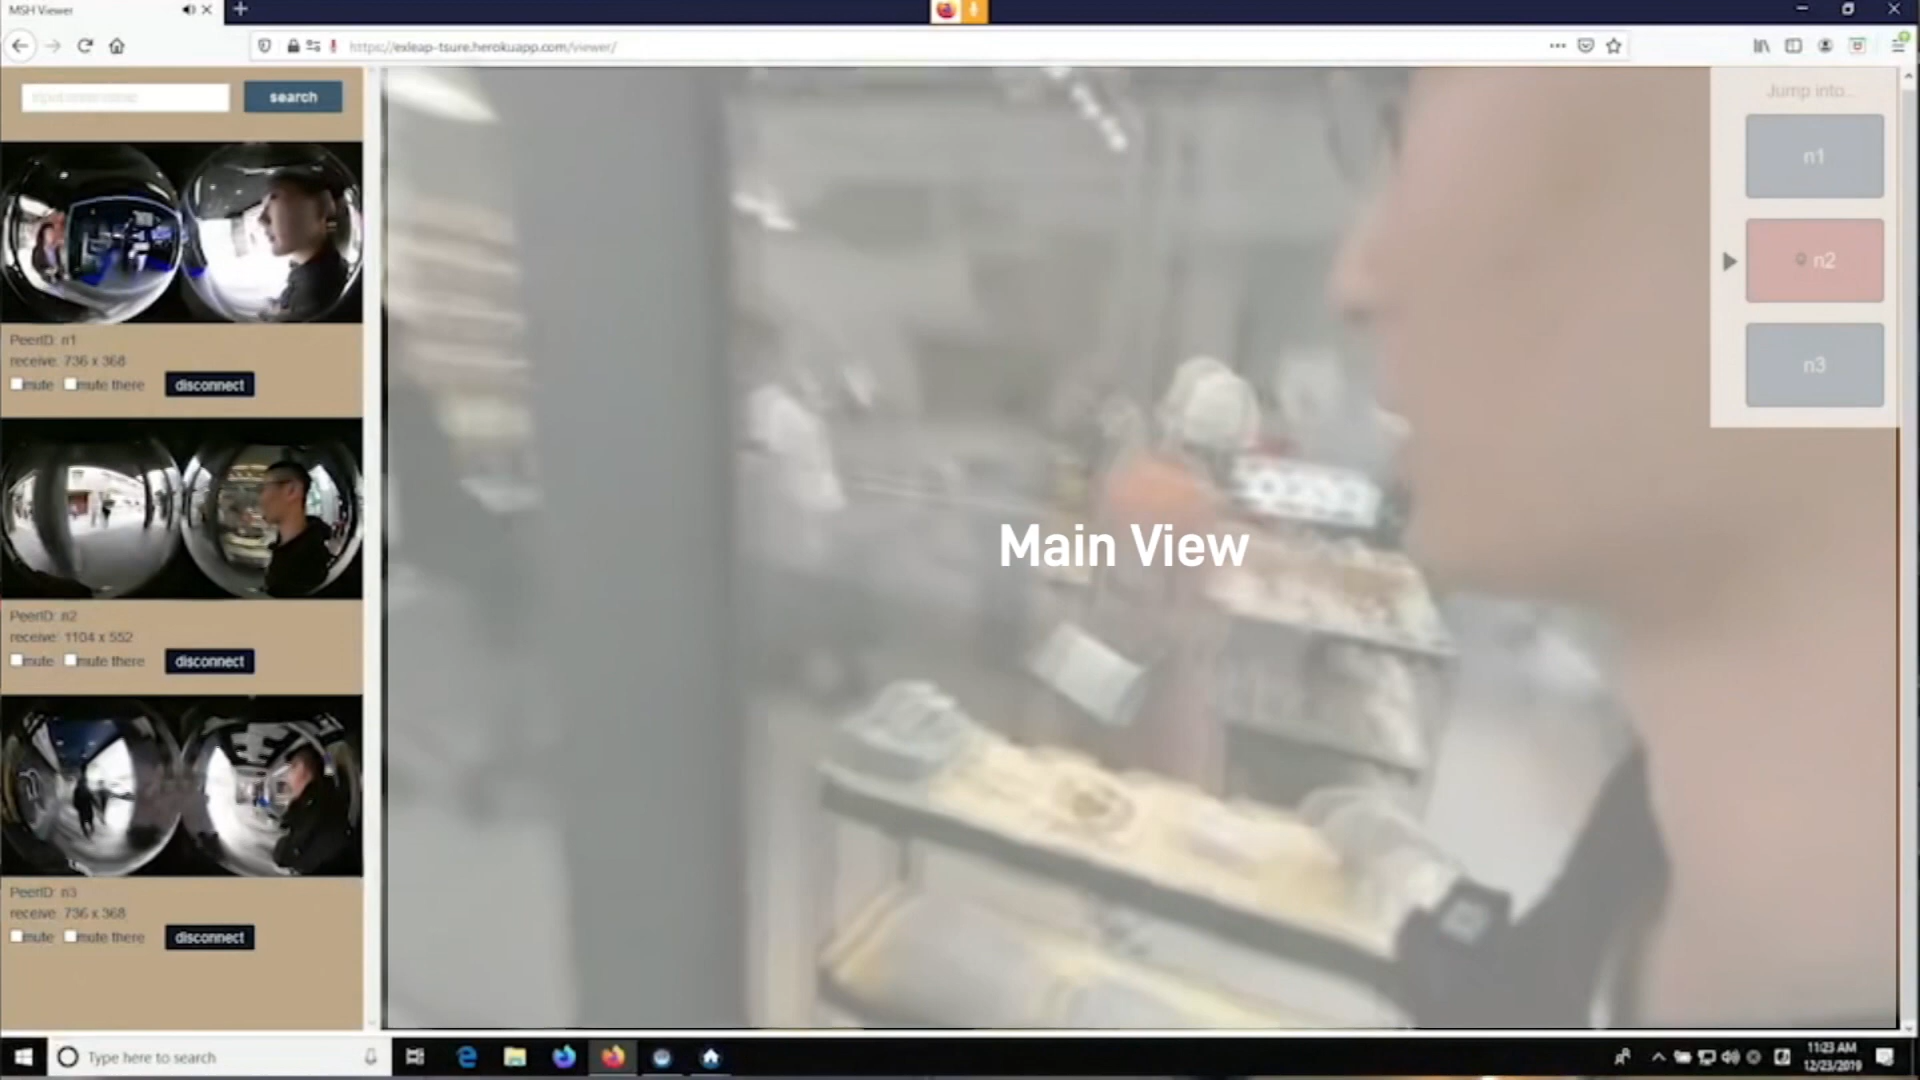 MSH Viewer
https://exleap-tsure.herokuapp.com/viewer/
search
PeerID: n1
receive: 736 x 368
mute mute there disconnect
PeerID: n2
receive: 1104 x 552
mute mute there disconnect
PeerID: n3
receive: 736 x 368
mute mute there disconnect
Main View
Jump into...
n1
n2
n3
Type here to search
11:23 AM
12/23/2019